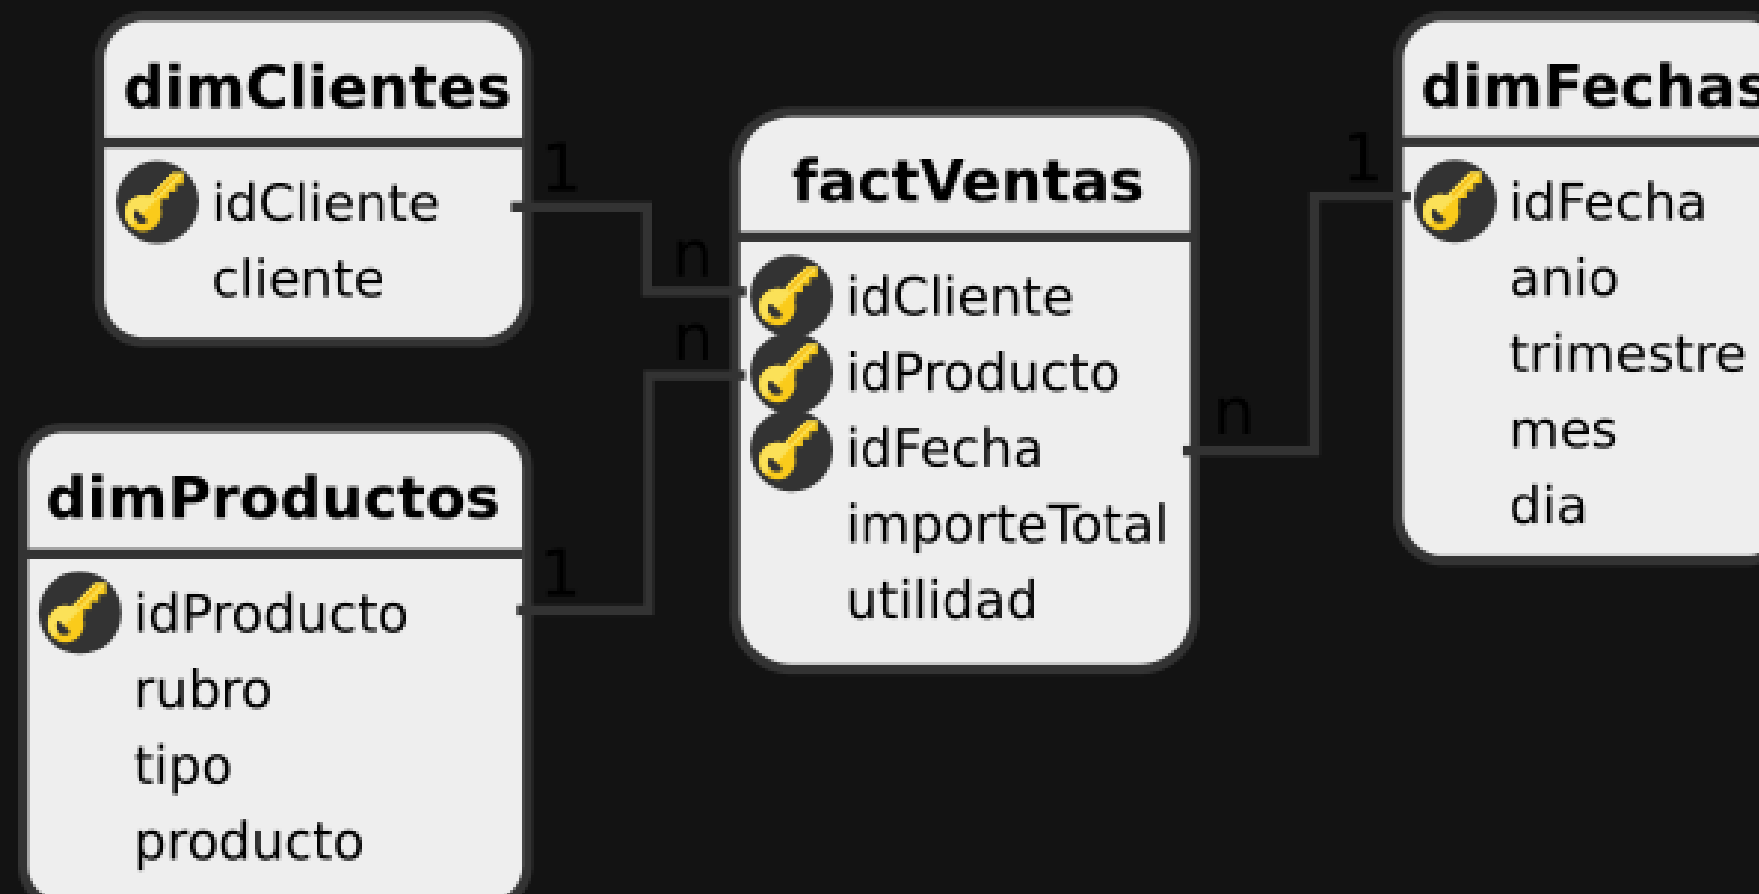 dimClientes
idCliente
cliente
1
n
factVentas
idCliente
idProducto
idFecha
importeTotal
utilidad
n
1
dimProductos
idProducto
rubro
tipo
producto
n
1
dimFechas
idFecha
anio
trimestre
mes
dia